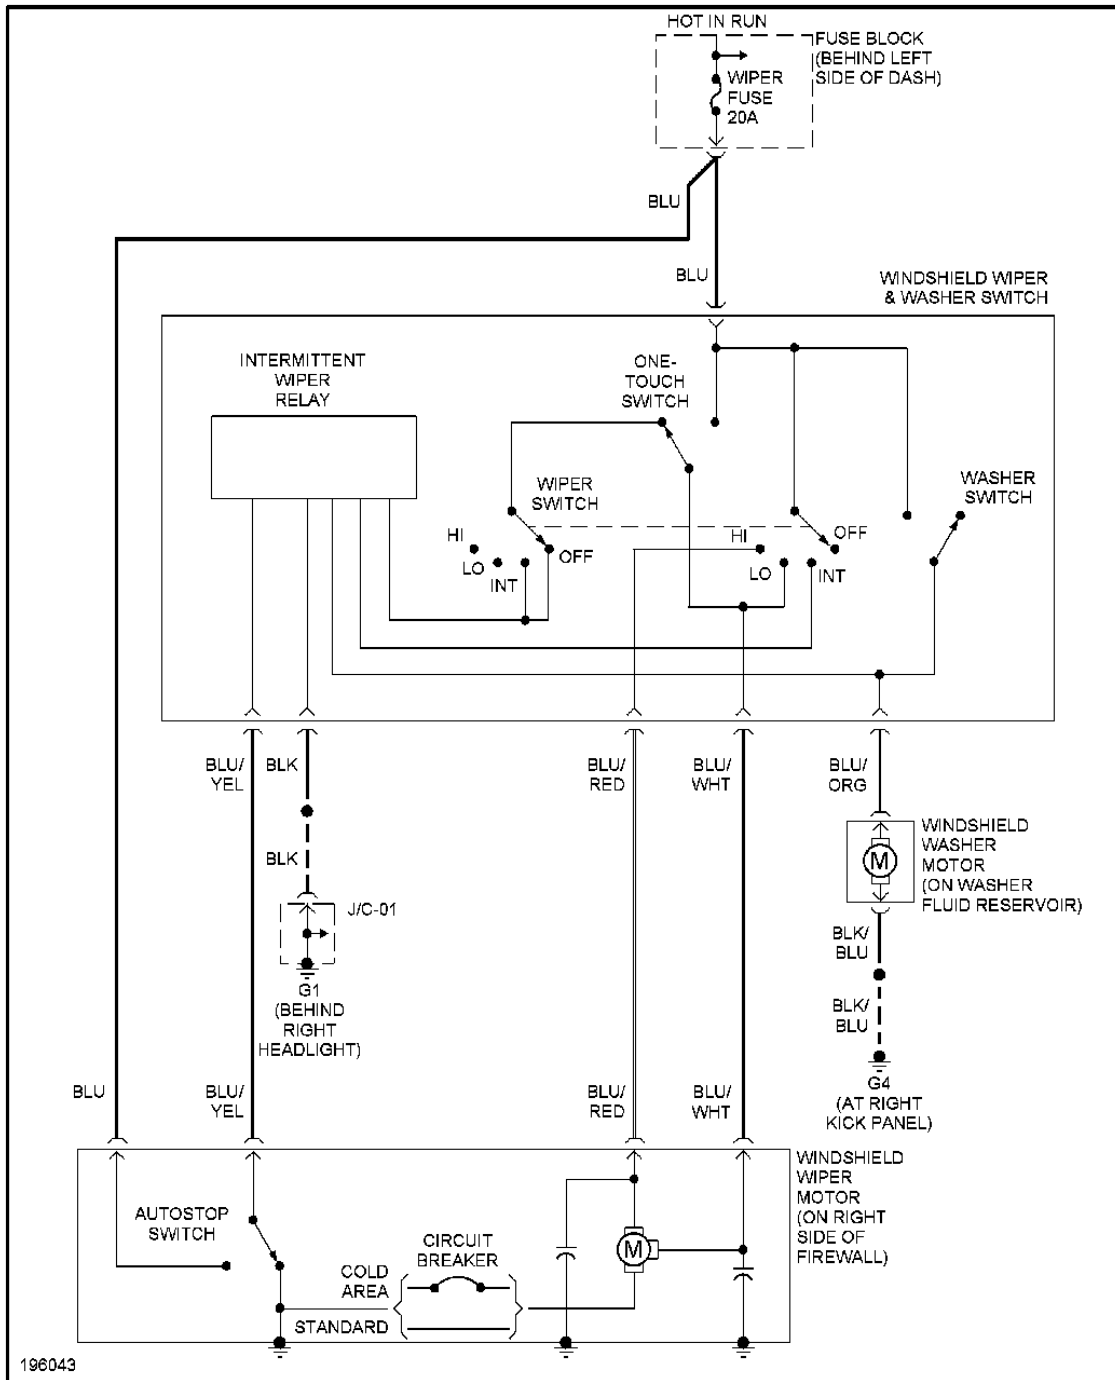 HOT IN RUN
FUSE BLOCK
(BEHIND LEFT
SIDE OF DASH)
WIPER
FUSE
20A
BLU
BLU
WINDSHIELD WIPER
& WASHER SWITCH
INTERMITTENT
WIPER
RELAY
ONE-
TOUCH
SWITCH
WIPER
SWITCH
WASHER
SWITCH
HI
LO
INT
OFF
HI
LO
INT
OFF
BLU/
YEL
BLK
BLU/
RED
BLU/
WHT
BLU/
ORG
BLK
J/C-01
G1
(BEHIND
RIGHT
HEADLIGHT)
M
WINDSHIELD
WASHER
MOTOR
(ON WASHER
FLUID RESERVOIR)
BLK/
BLU
BLK/
BLU
G4
(AT RIGHT
KICK PANEL)
BLU
BLU/
YEL
BLU/
RED
BLU/
WHT
WINDSHIELD
WIPER
MOTOR
(ON RIGHT
SIDE OF
FIREWALL)
AUTOSTOP
SWITCH
CIRCUIT
BREAKER
COLD
AREA
STANDARD
M
196043